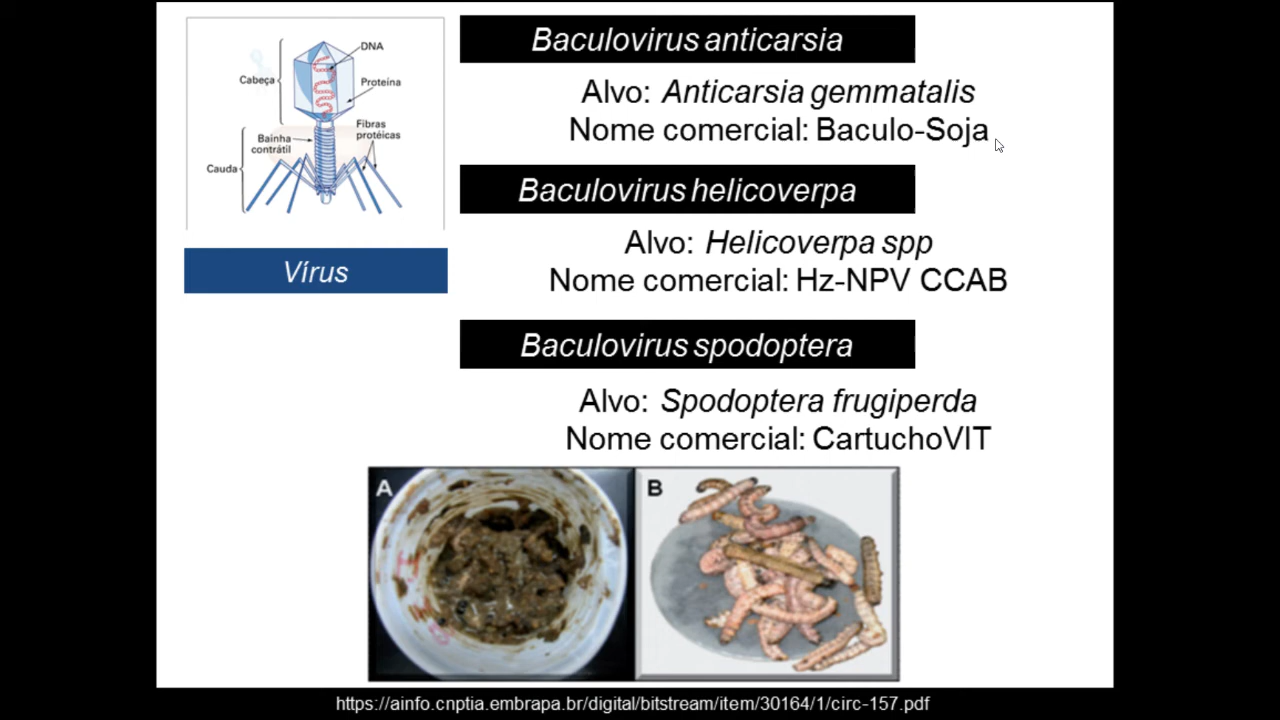 DNA
Cabeça
Proteína
Fibras
protéicas
Bainha
contrátil
Cauda
Vírus
Baculovirus anticarsia
Alvo: Anticarsia gemmatalis
Nome comercial: Baculo-Soja
Baculovirus helicoverpa
Alvo: Helicoverpa spp
Nome comercial: Hz-NPV CCAB
Baculovirus spodoptera
Alvo: Spodoptera frugiperda
Nome comercial: CartuchoVIT
A
B
https://ainfo.cnptia.embrapa.br/digital/bitstream/item/30164/1/circ-157.pdf